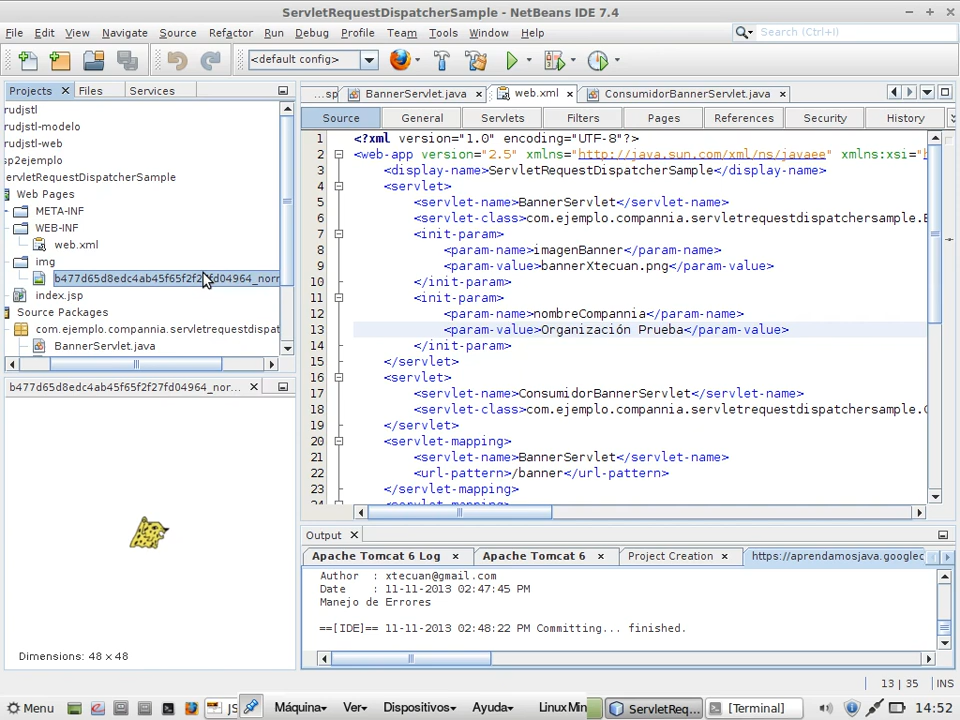 ServletRequestDispatcherSample - NetBeans IDE 7.4
File Edit View Navigate Source Refactor Run Debug Profile Team Tools Window Help
Search (Ctrl+I)
<default config>
Projects Files Services
...sp BannerServlet.java web.xml ConsumidorBannerServlet.java
Source General Servlets Filters Pages References Security History
rudjstl
rudjstl-modelo
rudjstl-web
sp2ejemplo
ervletRequestDispatcherSample
Web Pages
META-INF
WEB-INF
web.xml
img
index.jsp
Source Packages
com.ejemplo.compannia.servletrequestdispat
BannerServlet.java
1 <?xml version="1.0" encoding="UTF-8"?>
2 <web-app version="2.5" xmlns="http://java.sun.com/xml/ns/javaee" xmlns:xsi="h
3 <display-name>ServletRequestDispatcherSample</display-name>
4 <servlet>
5 <servlet-name>BannerServlet</servlet-name>
6 <servlet-class>com.ejemplo.compannia.servletrequestdispatchersample.B
7 <init-param>
8 <param-name>imagenBanner</param-name>
9 <param-value>bannerXtecuan.png</param-value>
10 </init-param>
11 <init-param>
12 <param-name>nombreCompannia</param-name>
13 <param-value>Organización Prueba</param-value>
14 </init-param>
15 </servlet>
16 <servlet>
17 <servlet-name>ConsumidorBannerServlet</servlet-name>
18 <servlet-class>com.ejemplo.compannia.servletrequestdispatchersample.C
19 </servlet>
20 <servlet-mapping>
21 <servlet-name>BannerServlet</servlet-name>
22 <url-pattern>/banner</url-pattern>
23 </servlet-mapping>
24 <servlet-mapping>
b477d65d8edc4ab45f65f2f27fd04964_nor...
Dimensions: 48 × 48
Output
Apache Tomcat 6 Log Apache Tomcat 6 Project Creation https://aprendamosjava.googlec
Author : xtecuan@gmail.com
Date : 11-11-2013 02:47:45 PM
Manejo de Errores
==[IDE]== 11-11-2013 02:48:22 PM Committing... finished.
13 | 35 INS
Menu JS Máquina Ver Dispositivos Ayuda Linux Min ServletReq... [Terminal] 14:52